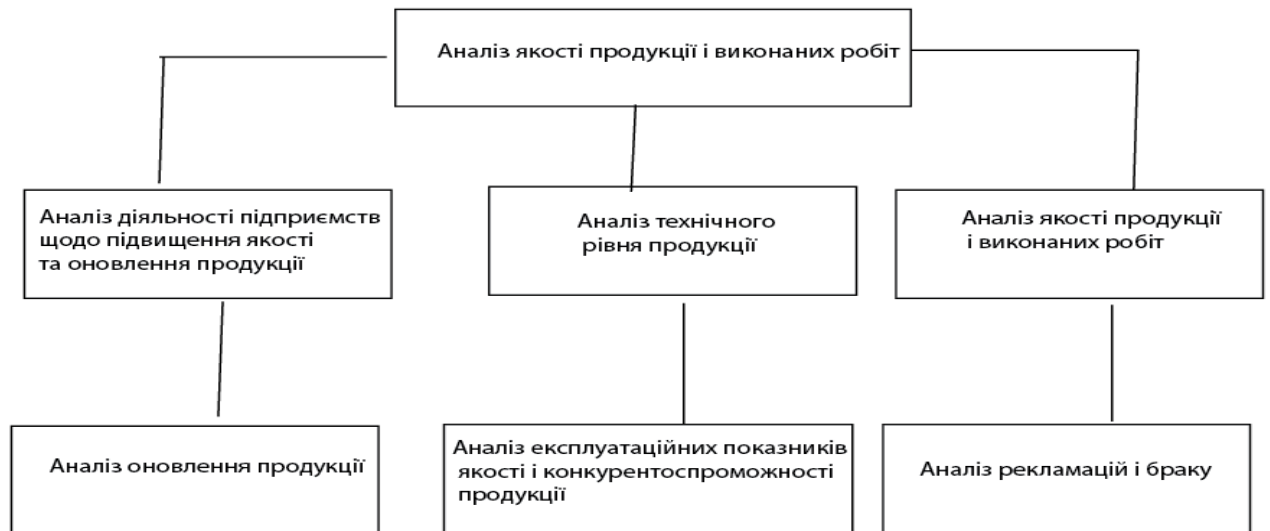 Аналіз якості продукції і виконаних робіт
Аналіз діяльності підприємств
щодо підвищення якості
та оновлення продукції
Аналіз технічного
рівня продукції
Аналіз якості продукції
і виконаних робіт
Аналіз оновлення продукції
Аналіз експлуатаційних показників
якості і конкурентоспроможності
продукції
Аналіз рекламацій і браку